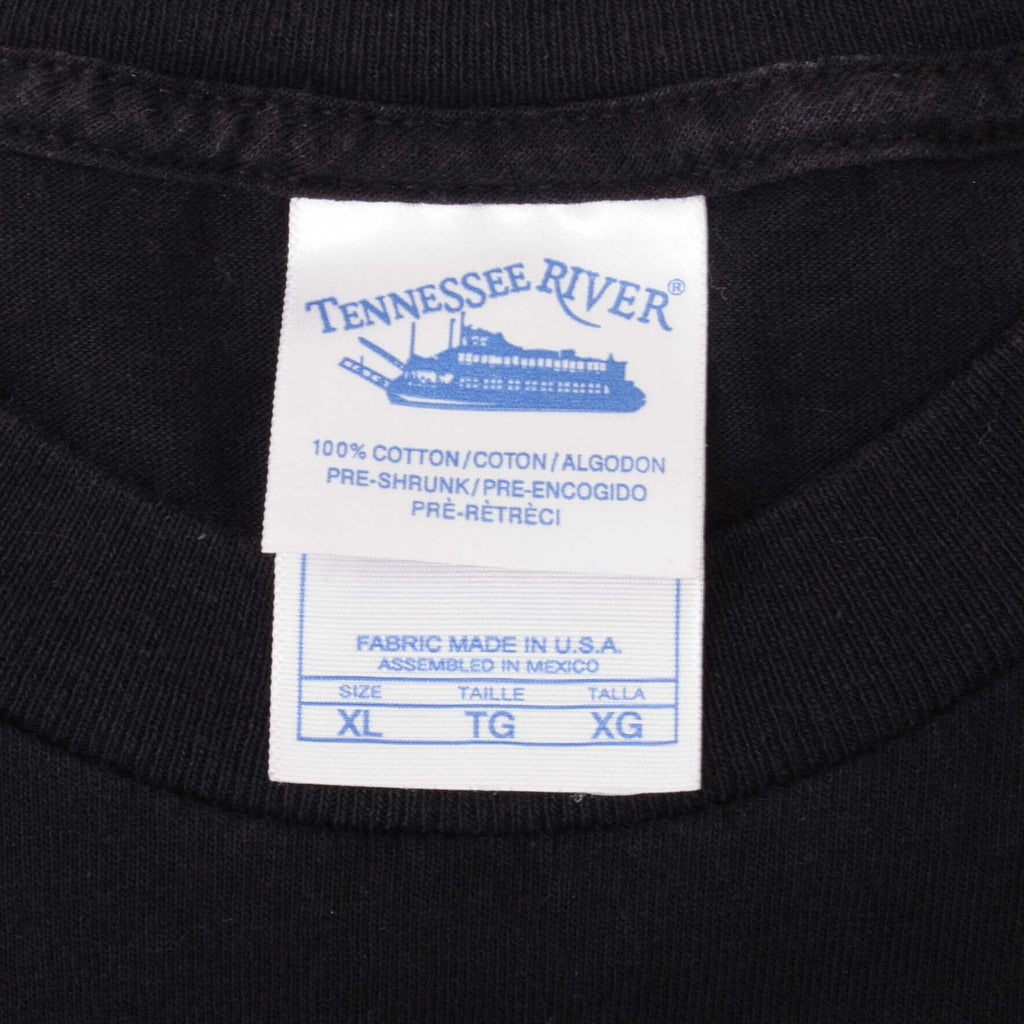 TENNESSEE RIVER®
100% COTTON/COTON/ALGODON
PRE-SHRUNK/PRE-ENCOGIDO
PRÈ-RÈTRÈCI
FABRIC MADE IN U.S.A.
ASSEMBLED IN MEXICO
SIZE TAILLE TALLA
XL TG XG